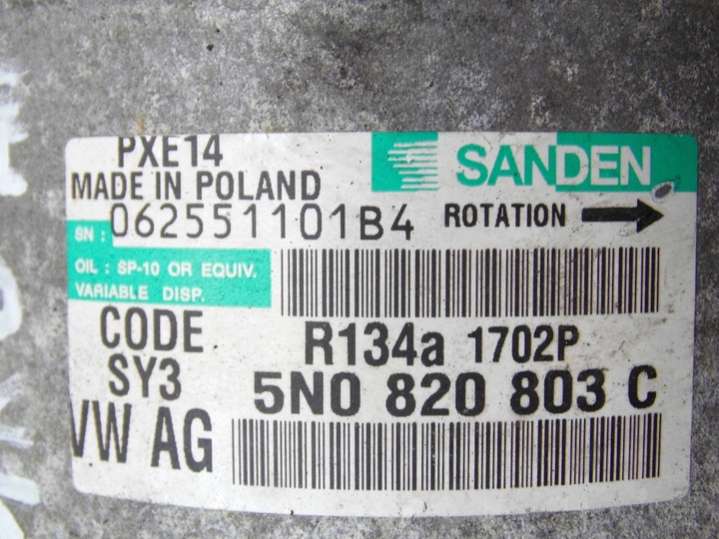 PXE14
SANDEN
MADE IN POLAND
SN: 062551101B4
ROTATION
OIL : SP-10 OR EQUIV.
VARIABLE DISP.
CODE
SY3
R134a 1702P
5N0 820 803 C
VW AG